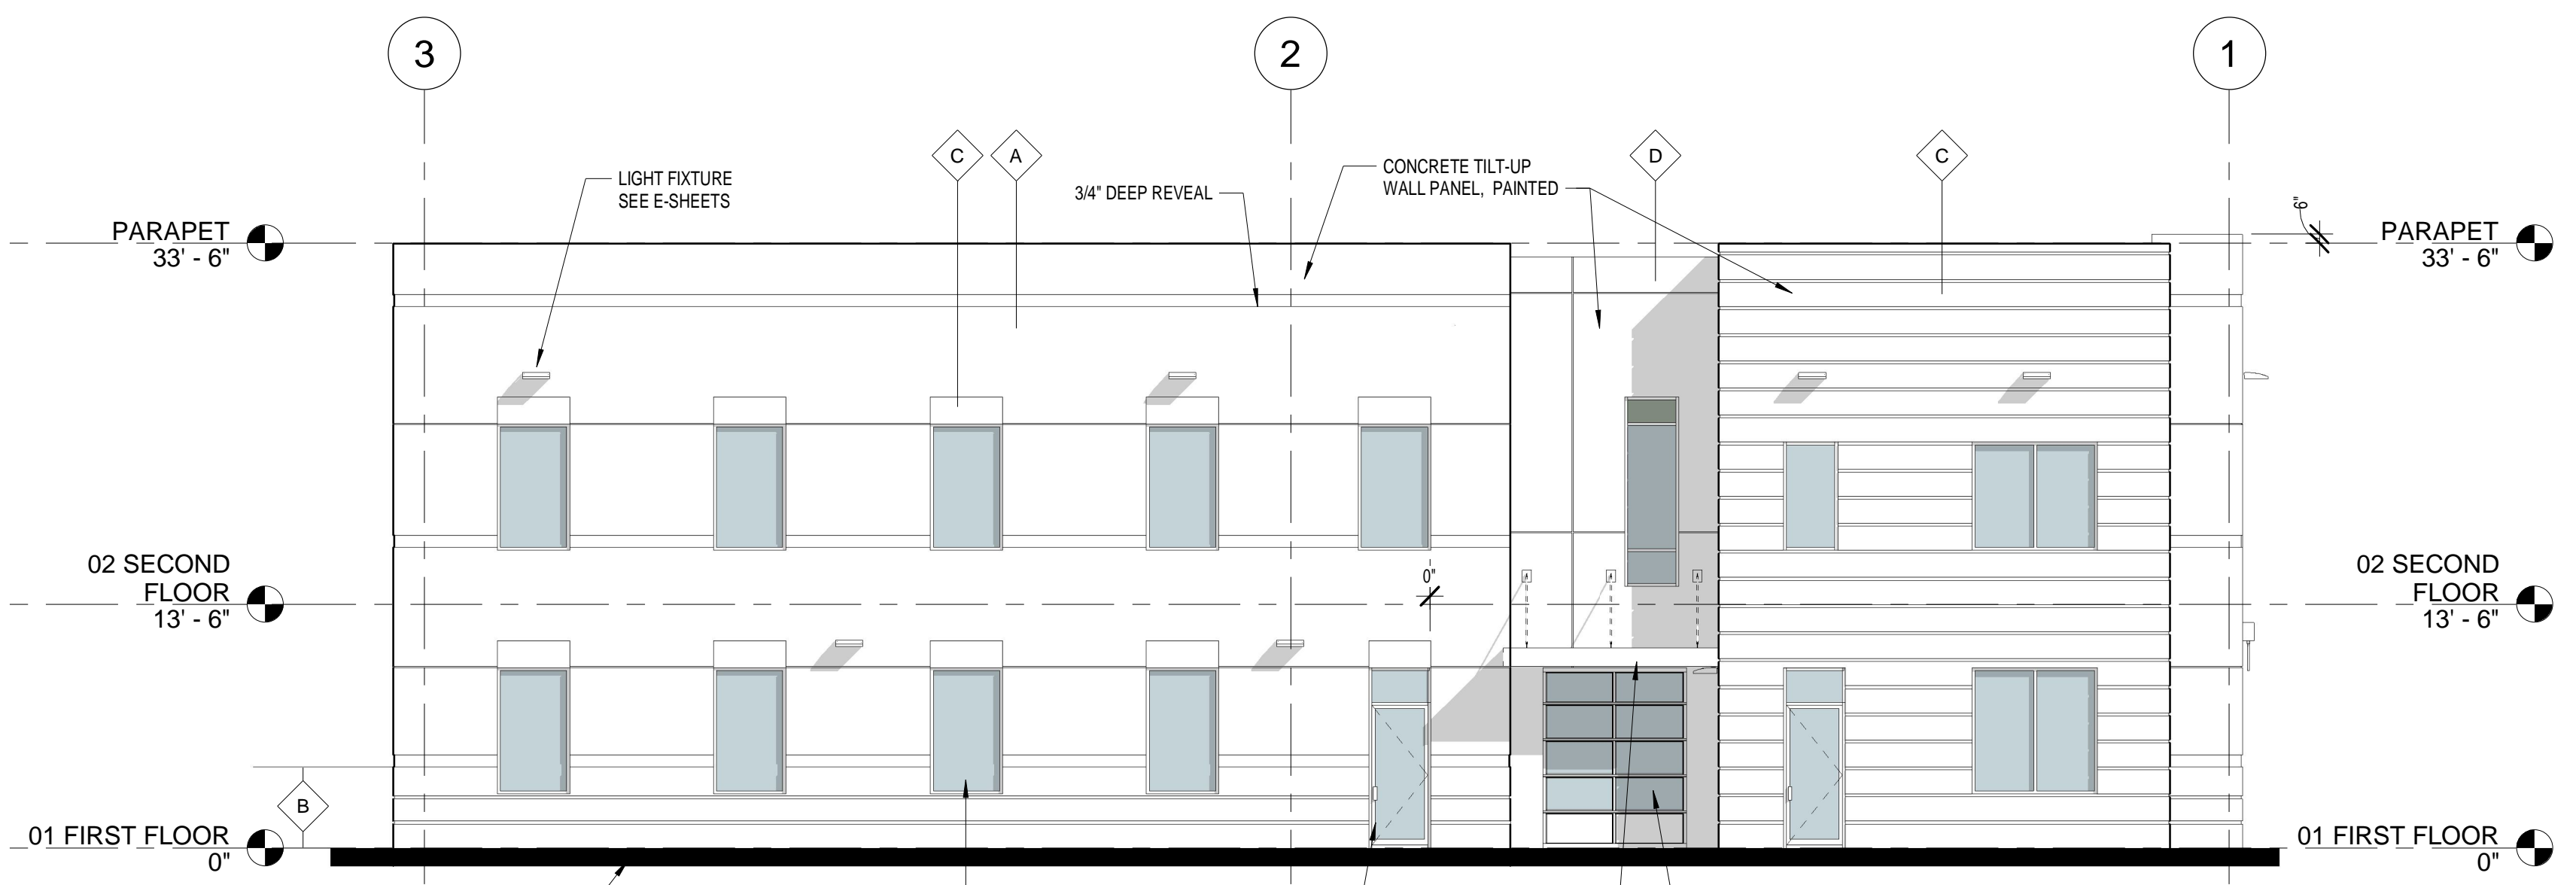 3
2
1
C
A
D
C
LIGHT FIXTURE
SEE E-SHEETS
3/4" DEEP REVEAL
CONCRETE TILT-UP
WALL PANEL, PAINTED
6"
PARAPET
33' - 6"
PARAPET
33' - 6"
02 SECOND
FLOOR
13' - 6"
0"
02 SECOND
FLOOR
13' - 6"
B
01 FIRST FLOOR
0"
01 FIRST FLOOR
0"